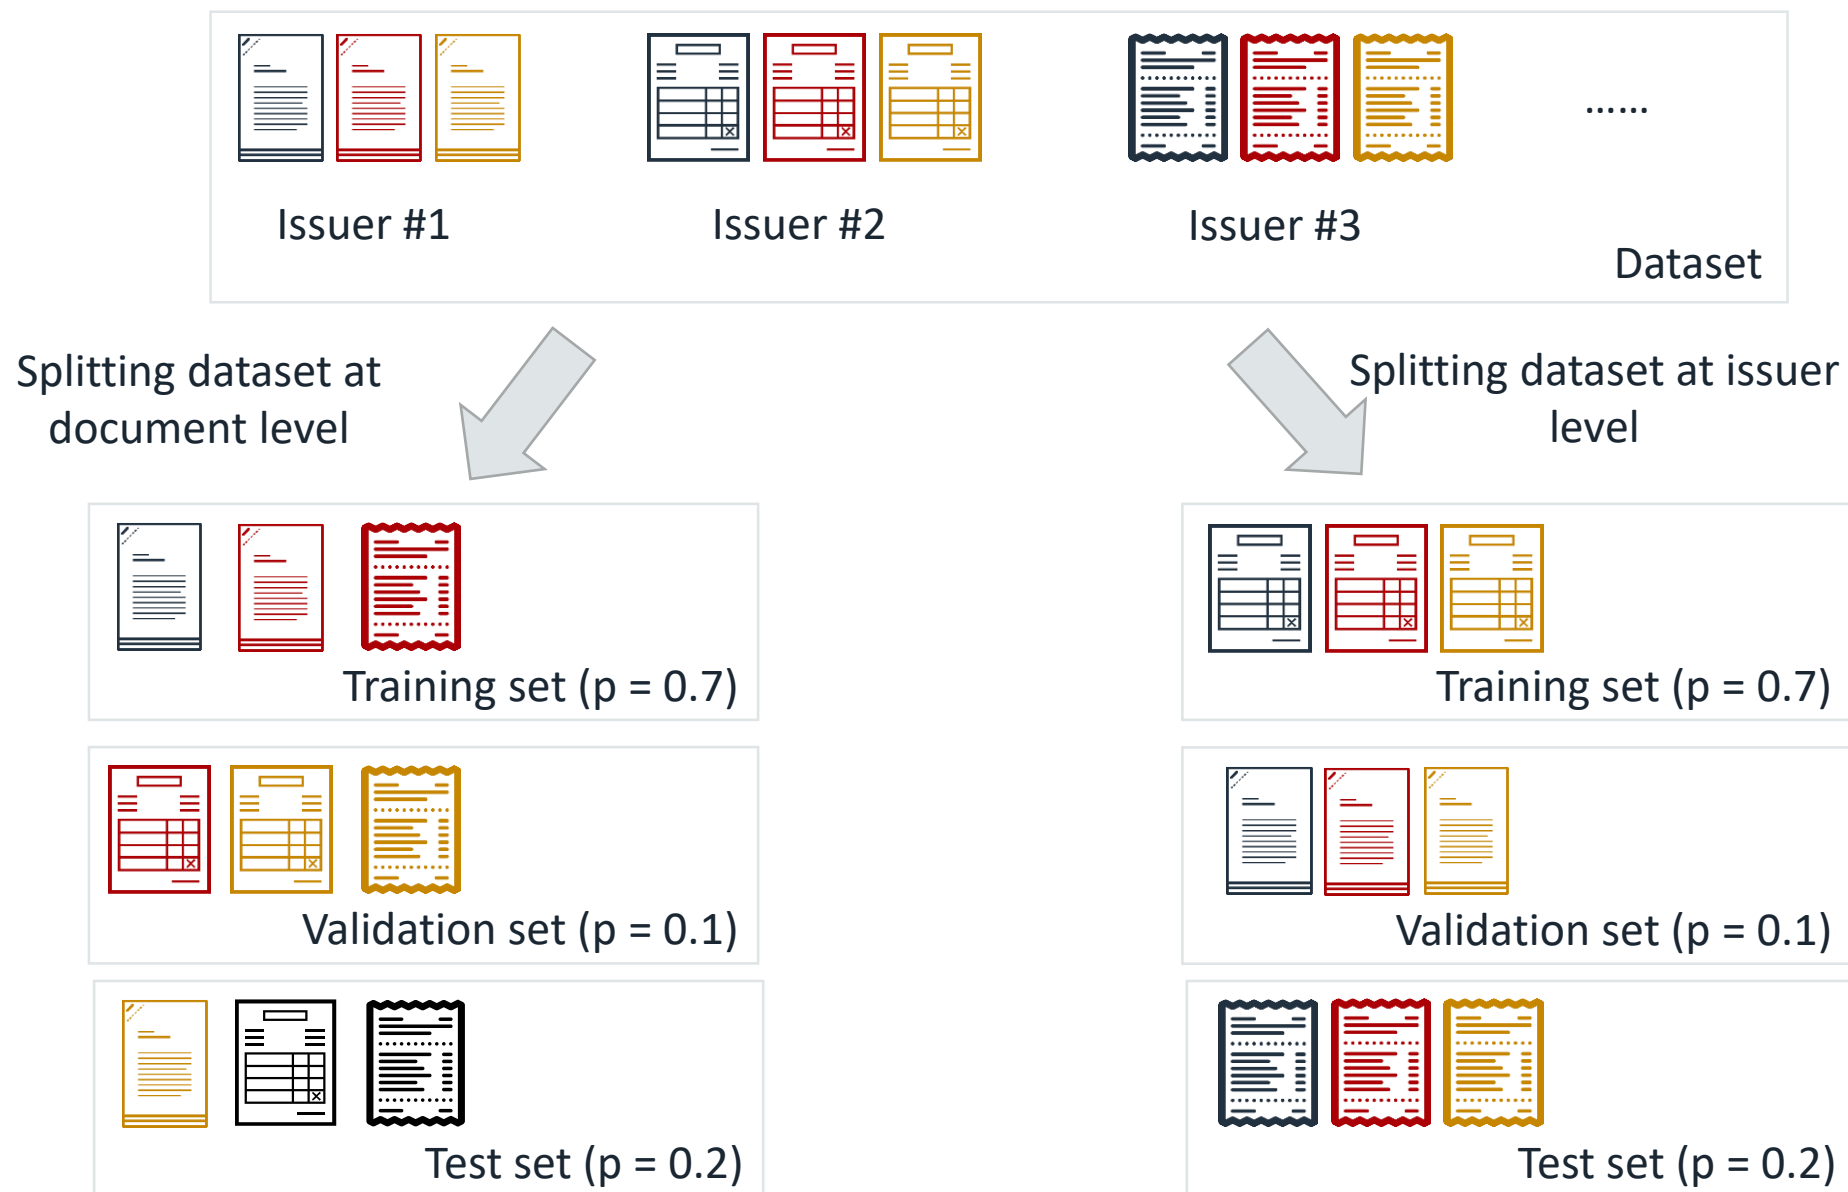 Issuer #1
Issuer #2
Issuer #3
......
Dataset
Splitting dataset at
document level
Splitting dataset at issuer
level
Training set (p = 0.7)
Validation set (p = 0.1)
Test set (p = 0.2)
Training set (p = 0.7)
Validation set (p = 0.1)
Test set (p = 0.2)